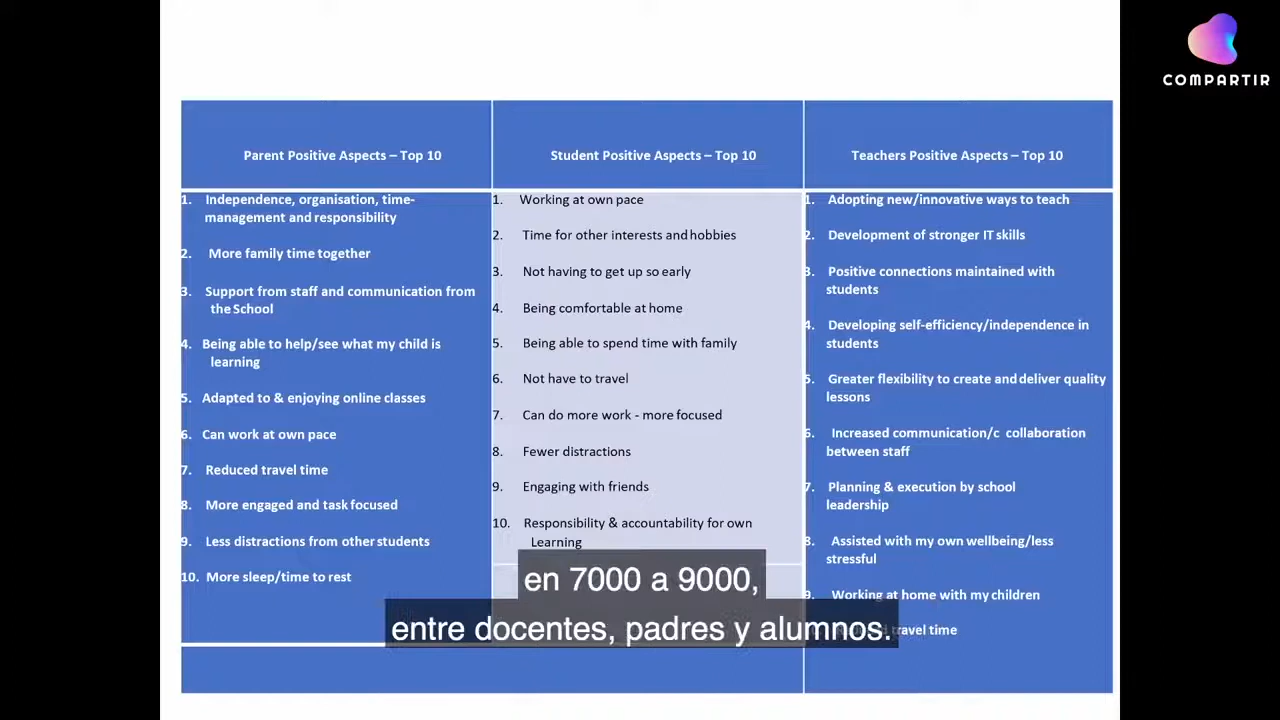 COMPARTIR
Parent Positive Aspects – Top 10
1. Independence, organisation, time-
management and responsibility
2. More family time together
3. Support from staff and communication from
the School
4. Being able to help/see what my child is
learning
5. Adapted to & enjoying online classes
6. Can work at own pace
7. Reduced travel time
8. More engaged and task focused
9. Less distractions from other students
10. More sleep/time to rest
Student Positive Aspects – Top 10
1. Working at own pace
2. Time for other interests and hobbies
3. Not having to get up so early
4. Being comfortable at home
5. Being able to spend time with family
6. Not have to travel
7. Can do more work - more focused
8. Fewer distractions
9. Engaging with friends
10. Responsibility & accountability for own
Learning
Teachers Positive Aspects – Top 10
1. Adopting new/innovative ways to teach
2. Development of stronger IT skills
3. Positive connections maintained with
students
4. Developing self-efficiency/independence in
students
5. Greater flexibility to create and deliver quality
lessons
6. Increased communication/c collaboration
between staff
7. Planning & execution by school
leadership
8. Assisted with my own wellbeing/less
stressful
9. Working at home with my children
travel time
en 7000 a 9000,
entre docentes, padres y alumnos.